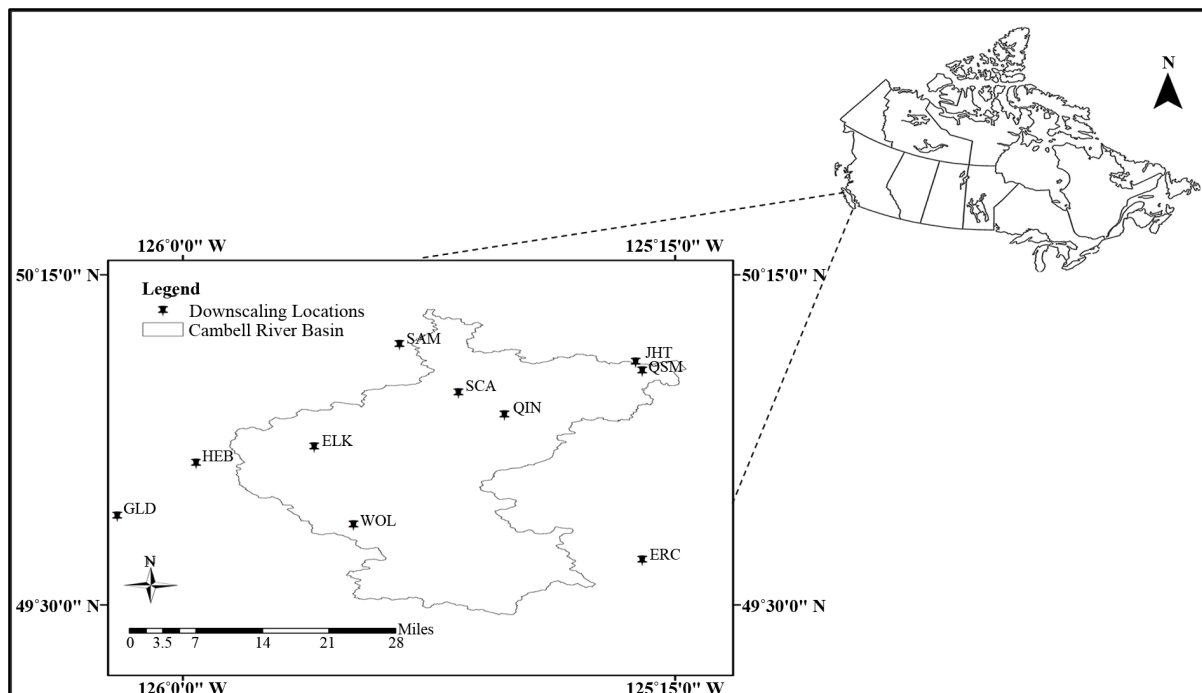 N
126°0'0" W
125°15'0" W
50°15'0" N
50°15'0" N
Legend
Downscaling Locations
Cambell River Basin
SAM
JHT
QSM
SCA
QIN
ELK
HEB
GLD
WOL
ERC
N
49°30'0" N
49°30'0" N
Miles
0 3.5 7 14 21 28
126°0'0" W
125°15'0" W